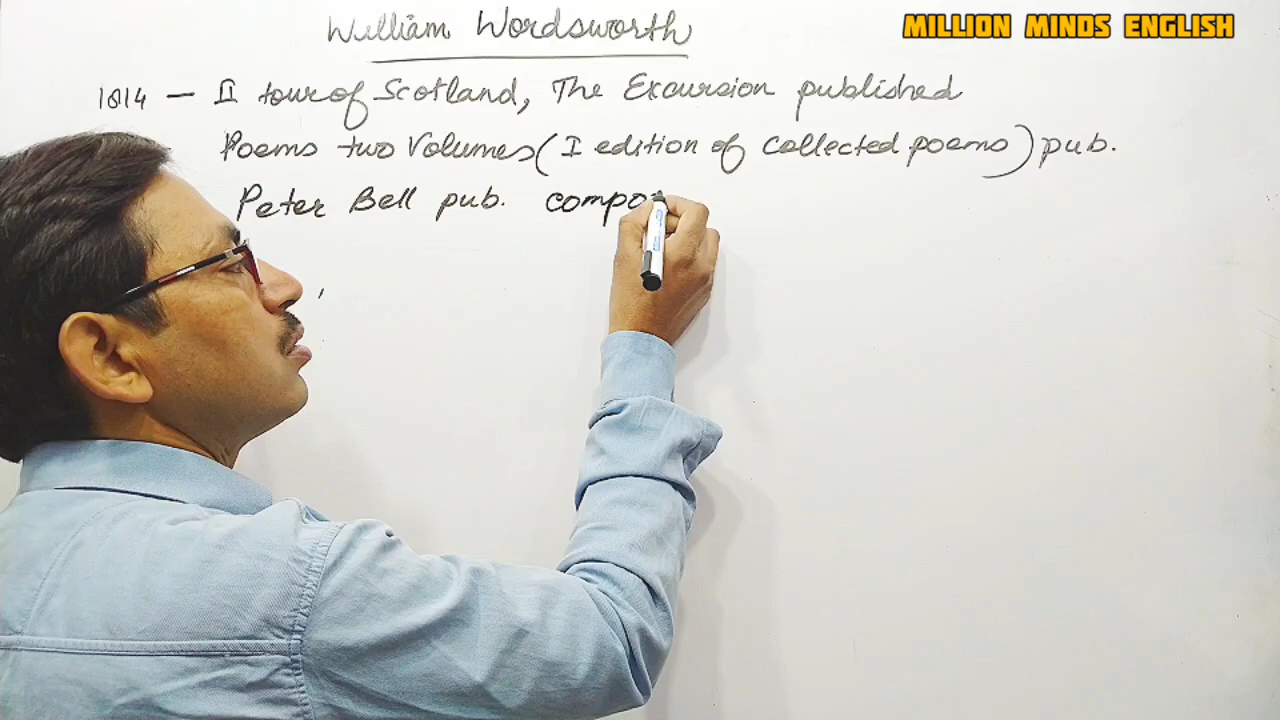 William Wordsworth
MILLION MINDS ENGLISH
1814 — II tour of Scotland, The Excursion published
Poems two Volumes (I edition of collected poems) pub.
Peter Bell pub. compo